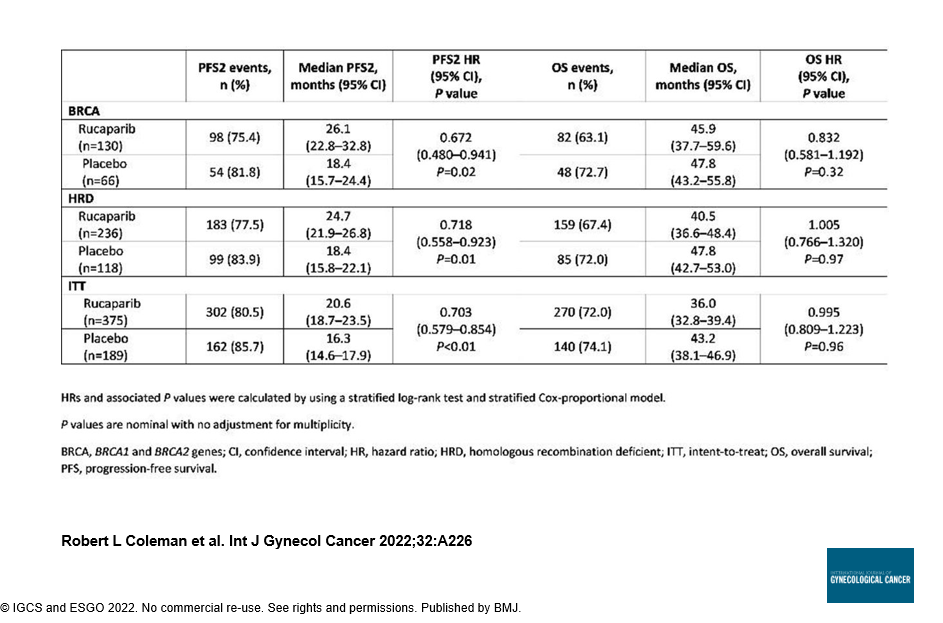 PFS2 events, n (%) Median PFS2, months (95% CI) PFS2 HR (95% CI), P value OS events, n (%) Median OS, months (95% CI) OS HR (95% CI), P value
BRCA
Rucaparib (n=130) 98 (75.4) 26.1 (22.8–32.8) 0.672 (0.480–0.941) P=0.02 82 (63.1) 45.9 (37.7–59.6) 0.832 (0.581–1.192) P=0.32
Placebo (n=66) 54 (81.8) 18.4 (15.7–24.4) 48 (72.7) 47.8 (43.2–55.8)
HRD
Rucaparib (n=236) 183 (77.5) 24.7 (21.9–26.8) 0.718 (0.558–0.923) P=0.01 159 (67.4) 40.5 (36.6–48.4) 1.005 (0.766–1.320) P=0.97
Placebo (n=118) 99 (83.9) 18.4 (15.8–22.1) 85 (72.0) 47.8 (42.7–53.0)
ITT
Rucaparib (n=375) 302 (80.5) 20.6 (18.7–23.5) 0.703 (0.579–0.854) P<0.01 270 (72.0) 36.0 (32.8–39.4) 0.995 (0.809–1.223) P=0.96
Placebo (n=189) 162 (85.7) 16.3 (14.6–17.9) 140 (74.1) 43.2 (38.1–46.9)
HRs and associated P values were calculated by using a stratified log-rank test and stratified Cox-proportional model.
P values are nominal with no adjustment for multiplicity.
BRCA, BRCA1 and BRCA2 genes; CI, confidence interval; HR, hazard ratio; HRD, homologous recombination deficient; ITT, intent-to-treat; OS, overall survival;
PFS, progression-free survival.
Robert L Coleman et al. Int J Gynecol Cancer 2022;32:A226
INTERNATIONAL JOURNAL OF
GYNECOLOGICAL CANCER
© IGCS and ESGO 2022. No commercial re-use. See rights and permissions. Published by BMJ.